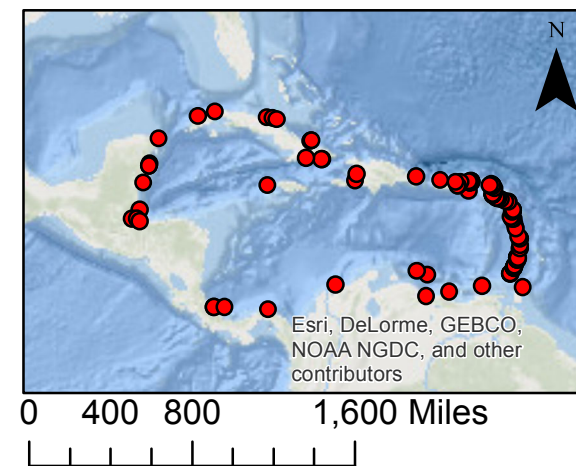 N
Esri, DeLorme, GEBCO,
NOAA NGDC, and other
contributors
0 400 800 1,600 Miles